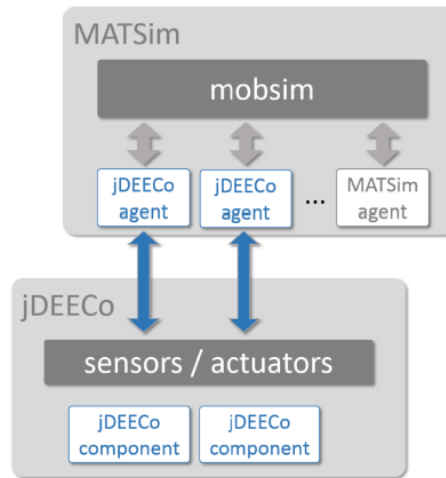 MATSim
mobsim
jDEECo
agent
jDEECo
agent
...
MATSim
agent
jDEECo
sensors / actuators
jDEECo
component
jDEECo
component